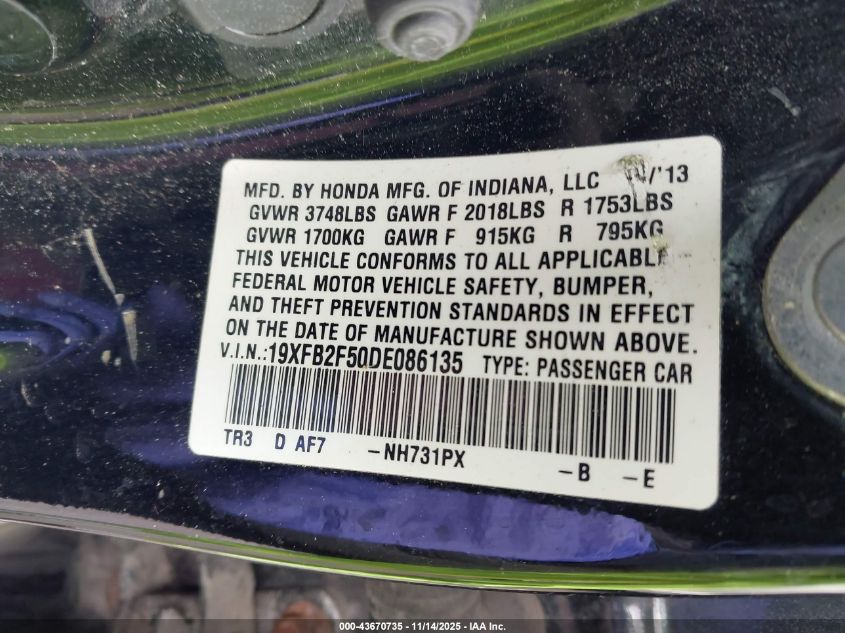 MFD. BY HONDA MFG. OF INDIANA, LLC /'13
GVWR 3748LBS GAWR F 2018LBS R 1753LBS
GVWR 1700KG GAWR F 915KG R 795KG
THIS VEHICLE CONFORMS TO ALL APPLICABLE
FEDERAL MOTOR VEHICLE SAFETY, BUMPER,
AND THEFT PREVENTION STANDARDS IN EFFECT
ON THE DATE OF MANUFACTURE SHOWN ABOVE.
V.I.N.:19XFB2F50DE086135 TYPE: PASSENGER CAR
TR3 D AF7 -NH731PX -B -E
000-43670735 - 11/14/2025 - IAA Inc.